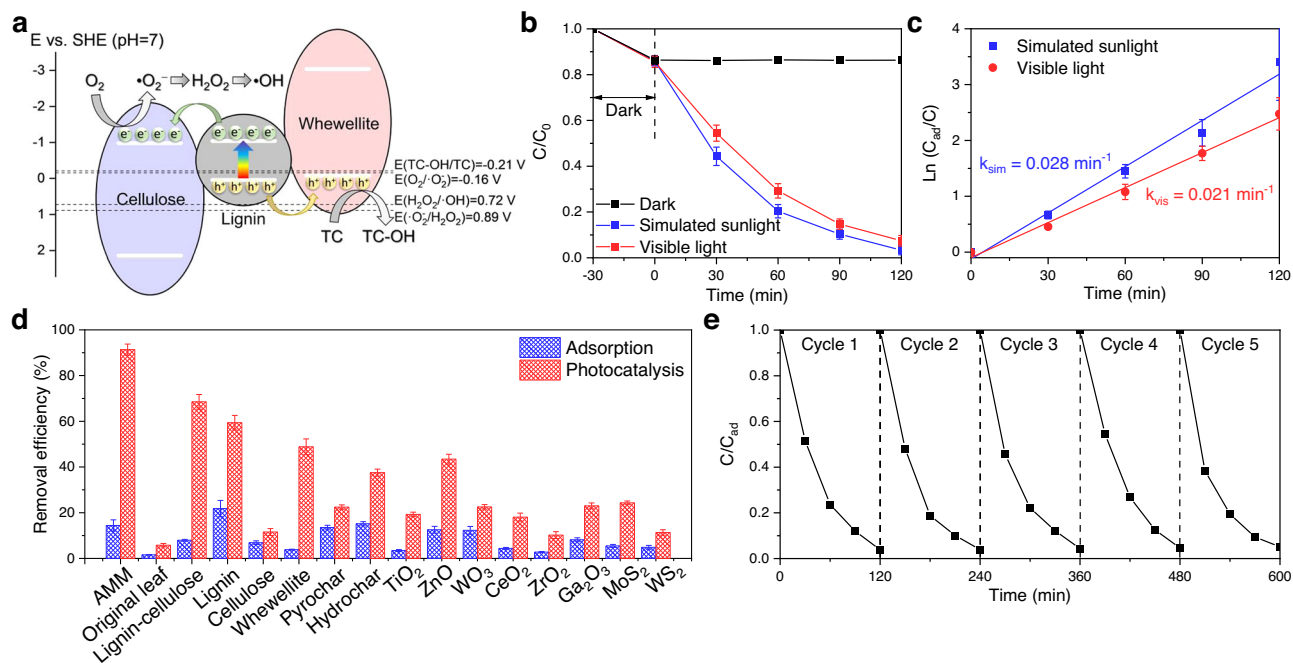 a
E vs. SHE (pH=7)
-3
-2
-1
0
1
2
O₂
•O₂⁻
H₂O₂
•OH
e⁻ e⁻ e⁻ e⁻
e⁻ e⁻ e⁻ e⁻
h⁺ h⁺ h⁺ h⁺
h⁺ h⁺ h⁺ h⁺
Whewellite
Cellulose
Lignin
TC
TC-OH
E(TC-OH/TC)=-0.21 V
E(O₂/·O₂⁻)=-0.16 V
E(H₂O₂/·OH)=0.72 V
E(·O₂⁻/H₂O₂)=0.89 V
b
C/C₀
1.0
0.8
0.6
0.4
0.2
0.0
Dark
Dark
Simulated sunlight
Visible light
-30 0 30 60 90 120
Time (min)
c
Ln (C_ad/C)
4
3
2
1
0
Simulated sunlight
Visible light
k_sim = 0.028 min⁻¹
k_vis = 0.021 min⁻¹
0 30 60 90 120
Time (min)
d
Removal efficiency (%)
100
80
60
40
20
0
Adsorption
Photocatalysis
AMM
Original leaf
Lignin-cellulose
Lignin
Cellulose
Whewellite
Pyrochar
Hydrochar
TiO₂
ZnO
WO₃
CeO₂
ZrO₂
Ga₂O₃
MoS₂
WS₂
e
C/C_ad
1.0
0.8
0.6
0.4
0.2
0.0
Cycle 1 Cycle 2 Cycle 3 Cycle 4 Cycle 5
0 120 240 360 480 600
Time (min)